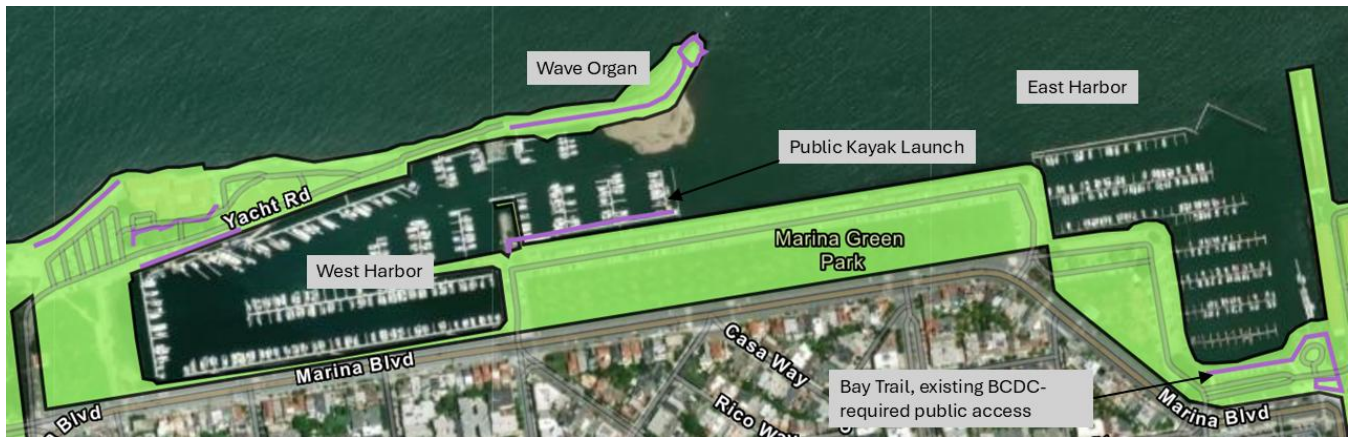 Wave Organ
East Harbor
Public Kayak Launch
Yacht Rd
Marina Green
Park
West Harbor
Marina Blvd
Casa Way
Bay Trail, existing BCDC-
required public access
Marina Blvd
Rico Way
Blvd